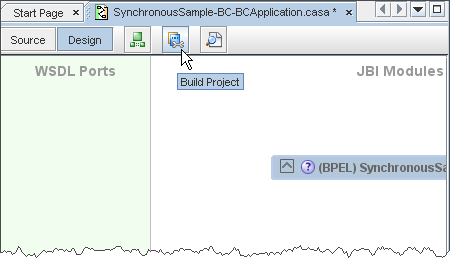 Start Page
SynchronousSample-BC-BCApplication.casa *
Source
Design
Build Project
WSDL Ports
JBI Modules
(BPEL) SynchronousSa